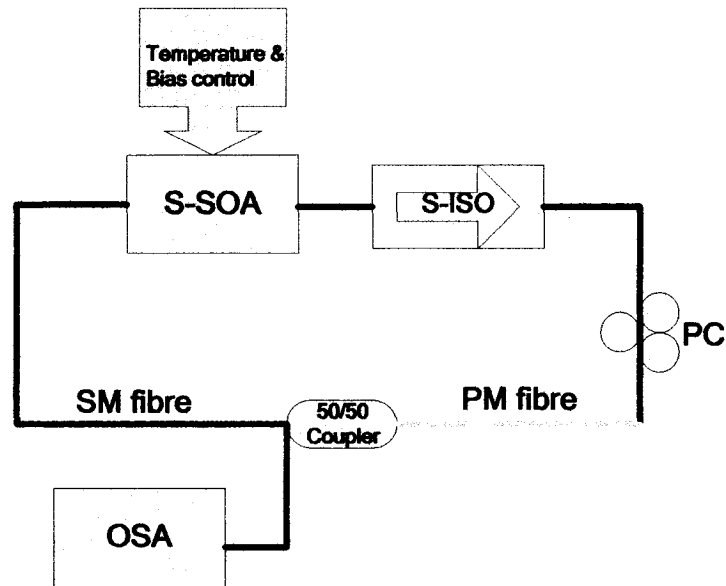 Temperature &
Bias control
S-SOA
S-ISO
PC
SM fibre
50/50
Coupler
PM fibre
OSA